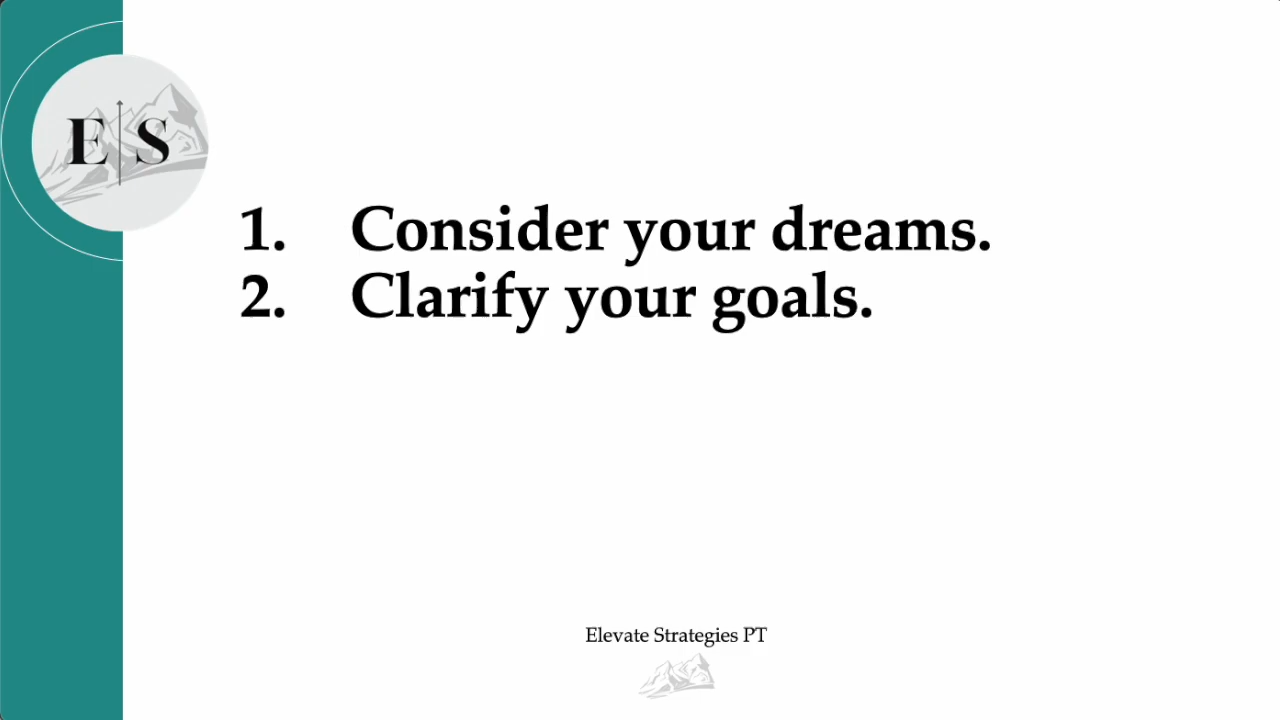 E S
1. Consider your dreams.
2. Clarify your goals.
Elevate Strategies PT